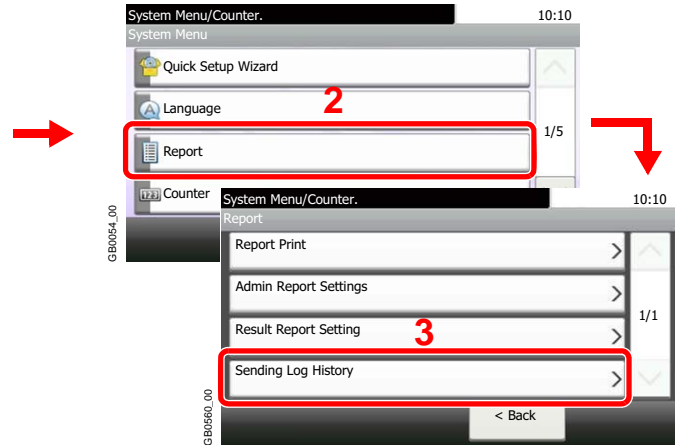 System Menu/Counter.
10:10
System Menu
Quick Setup Wizard
Language
2
1/5
Report
Counter
GB0054_00
System Menu/Counter.
10:10
Report
Report Print
Admin Report Settings
1/1
Result Report Setting
3
Sending Log History
< Back
GB0560_00